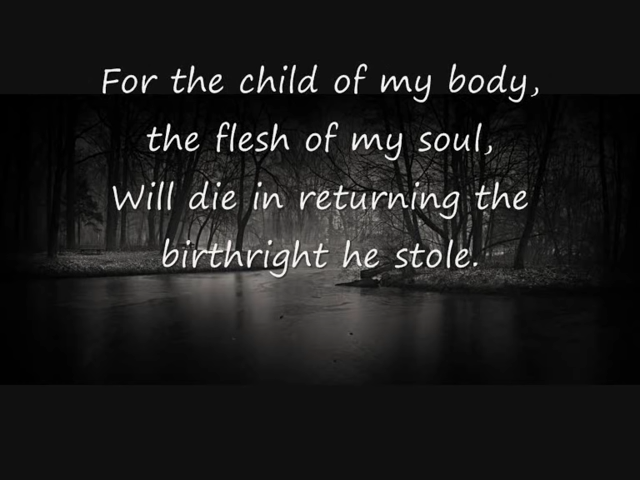 For the child of my body,
the flesh of my soul,
Will die in returning the
birthright he stole.